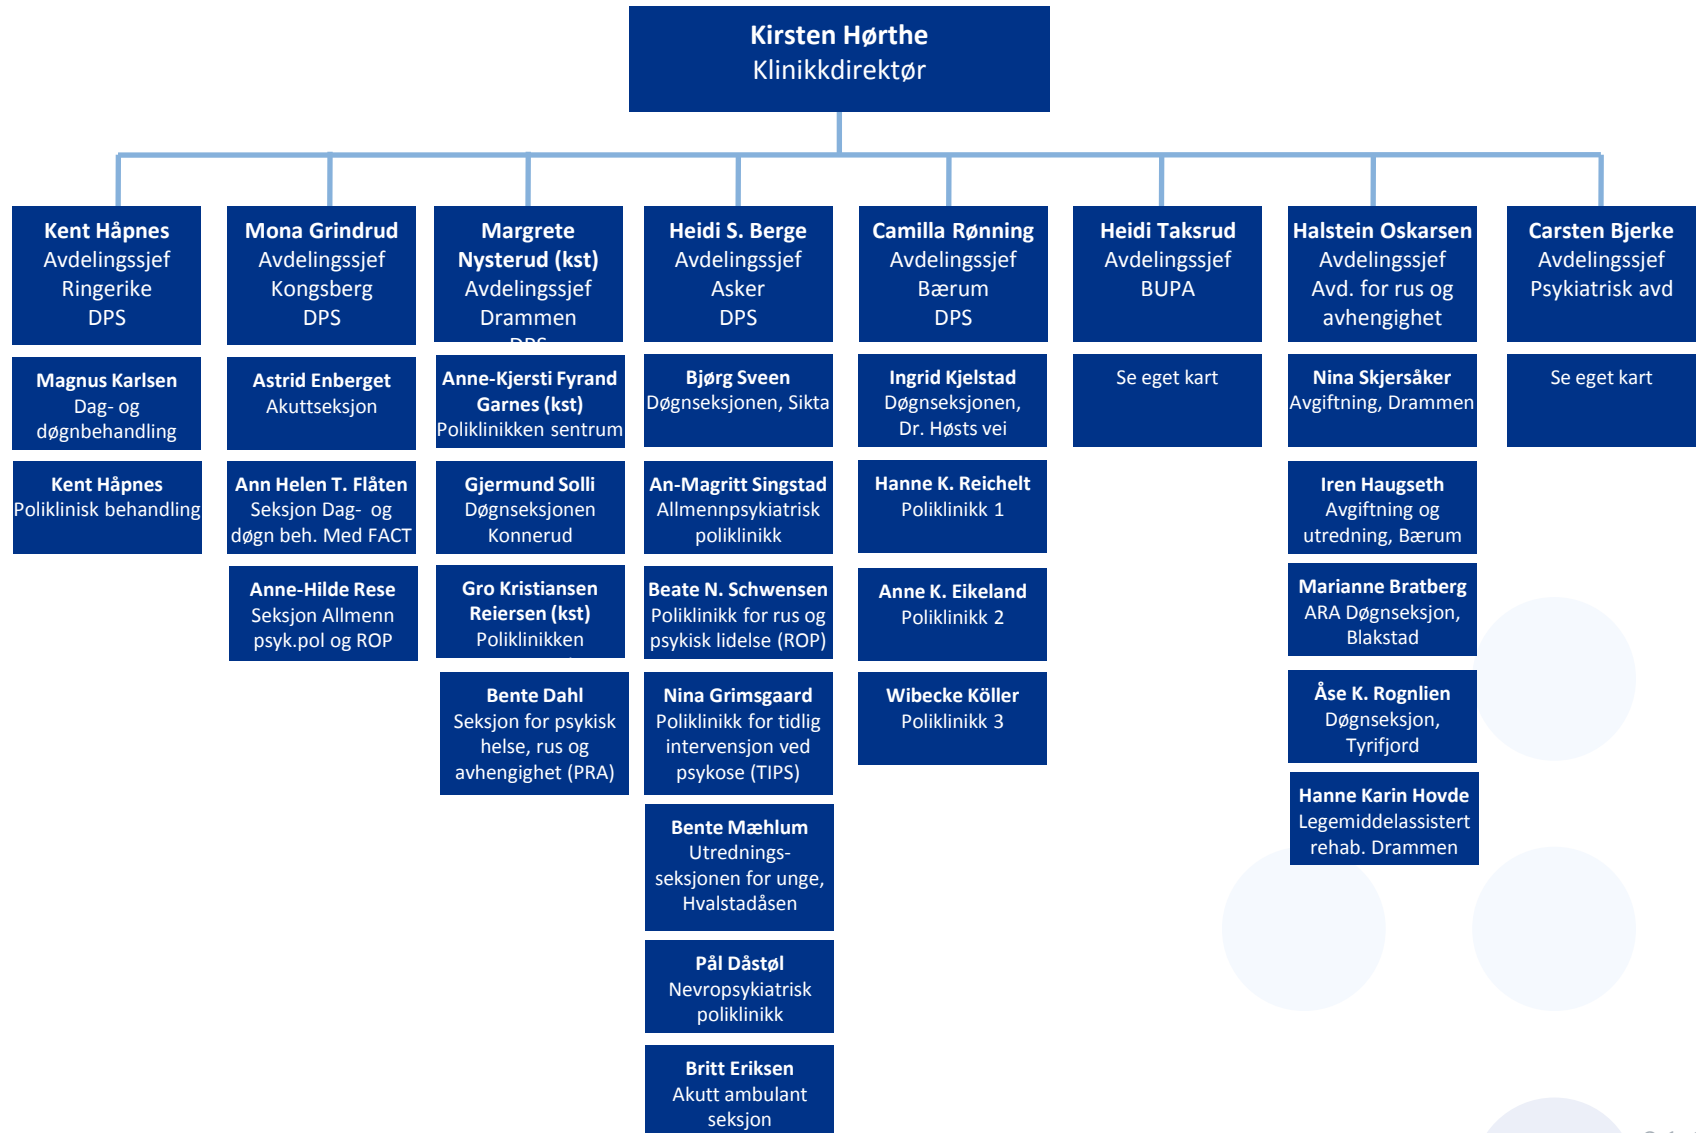 Kirsten Hørthe
Klinikkdirektør
Kent Håpnes
Avdelingssjef
Ringerike
DPS
Magnus Karlsen
Dag- og
døgnbehandling
Kent Håpnes
Poliklinisk behandling
Mona Grindrud
Avdelingssjef
Kongsberg
DPS
Astrid Enberget
Akuttseksjon
Ann Helen T. Flåten
Seksjon Dag- og
døgn beh. Med FACT
Anne-Hilde Rese
Seksjon Allmenn
psyk.pol og ROP
Margrete
Nysterud (kst)
Avdelingssjef
Drammen
DPS
Anne-Kjersti Fyrand
Garnes (kst)
Poliklinikken sentrum
Gjermund Solli
Døgnseksjonen
Konnerud
Gro Kristiansen
Reiersen (kst)
Poliklinikken
Bente Dahl
Seksjon for psykisk
helse, rus og
avhengighet (PRA)
Heidi S. Berge
Avdelingssjef
Asker
DPS
Bjørg Sveen
Døgnseksjonen, Sikta
An-Magritt Singstad
Allmennpsykiatrisk
poliklinikk
Beate N. Schwensen
Poliklinikk for rus og
psykisk lidelse (ROP)
Nina Grimsgaard
Poliklinikk for tidlig
intervensjon ved
psykose (TIPS)
Bente Mæhlum
Utrednings-
seksjonen for unge,
Hvalstadåsen
Pål Dåstøl
Nevropsykiatrisk
poliklinikk
Britt Eriksen
Akutt ambulant
seksjon
Camilla Rønning
Avdelingssjef
Bærum
DPS
Ingrid Kjelstad
Døgnseksjonen,
Dr. Høsts vei
Hanne K. Reichelt
Poliklinikk 1
Anne K. Eikeland
Poliklinikk 2
Wibecke Köller
Poliklinikk 3
Heidi Taksrud
Avdelingssjef
BUPA
Se eget kart
Halstein Oskarsen
Avdelingssjef
Avd. for rus og
avhengighet
Nina Skjersåker
Avgiftning, Drammen
Iren Haugseth
Avgiftning og
utredning, Bærum
Marianne Bratberg
ARA Døgnseksjon,
Blakstad
Åse K. Rognlien
Døgnseksjon,
Tyrifjord
Hanne Karin Hovde
Legemiddelassistert
rehab. Drammen
Carsten Bjerke
Avdelingssjef
Psykiatrisk avd
Se eget kart